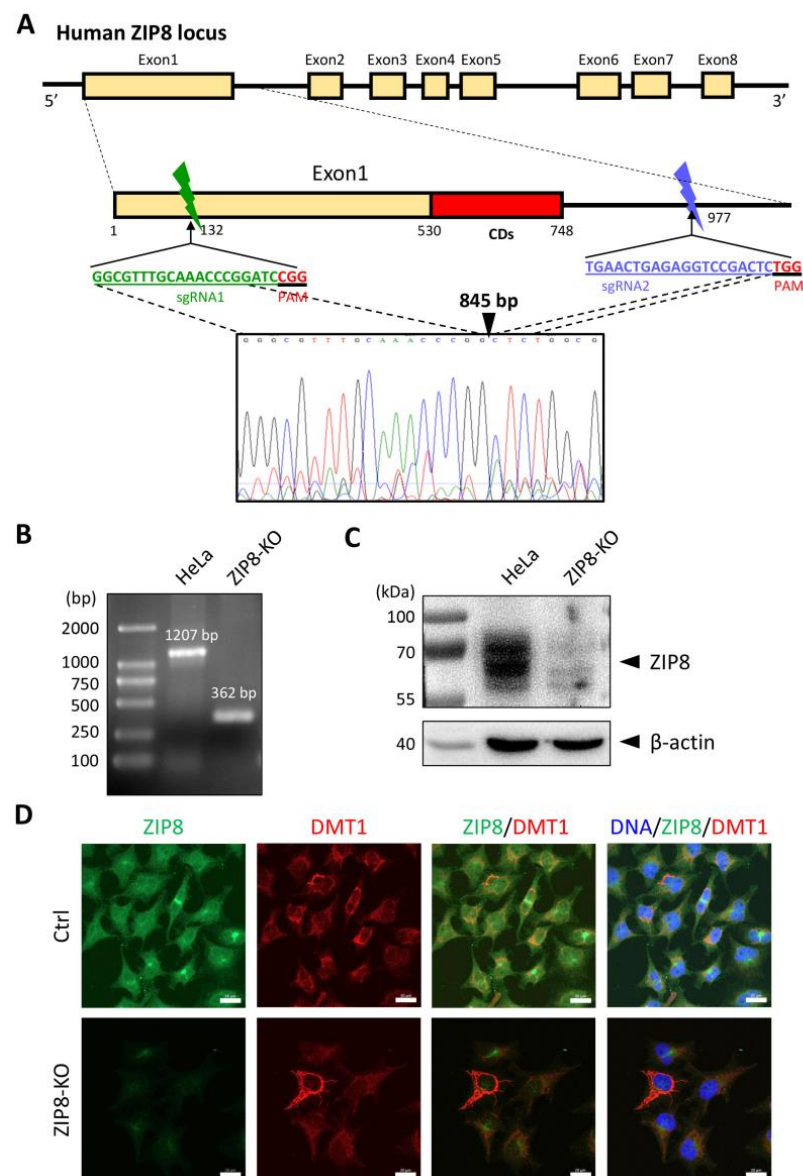 A
Human ZIP8 locus
Exon1 Exon2 Exon3 Exon4 Exon5 Exon6 Exon7 Exon8
5’ 3’
Exon1
1 132 530 CDs 748 977
GGCGTTTGCAAACCCGGATCCGG TGAACTGAGAGGTCCGACTCTGG
sgRNA1 PAM sgRNA2 PAM
845 bp
GGGCGTTTGCAAACCCGGCTCTGGCG
B
HeLa ZIP8-KO
(bp)
2000
1207 bp
1000
750
500
362 bp
250
100
C
HeLa ZIP8-KO
(kDa)
100
70
ZIP8
55
40 β-actin
D
ZIP8 DMT1 ZIP8/DMT1 DNA/ZIP8/DMT1
Ctrl
ZIP8-KO